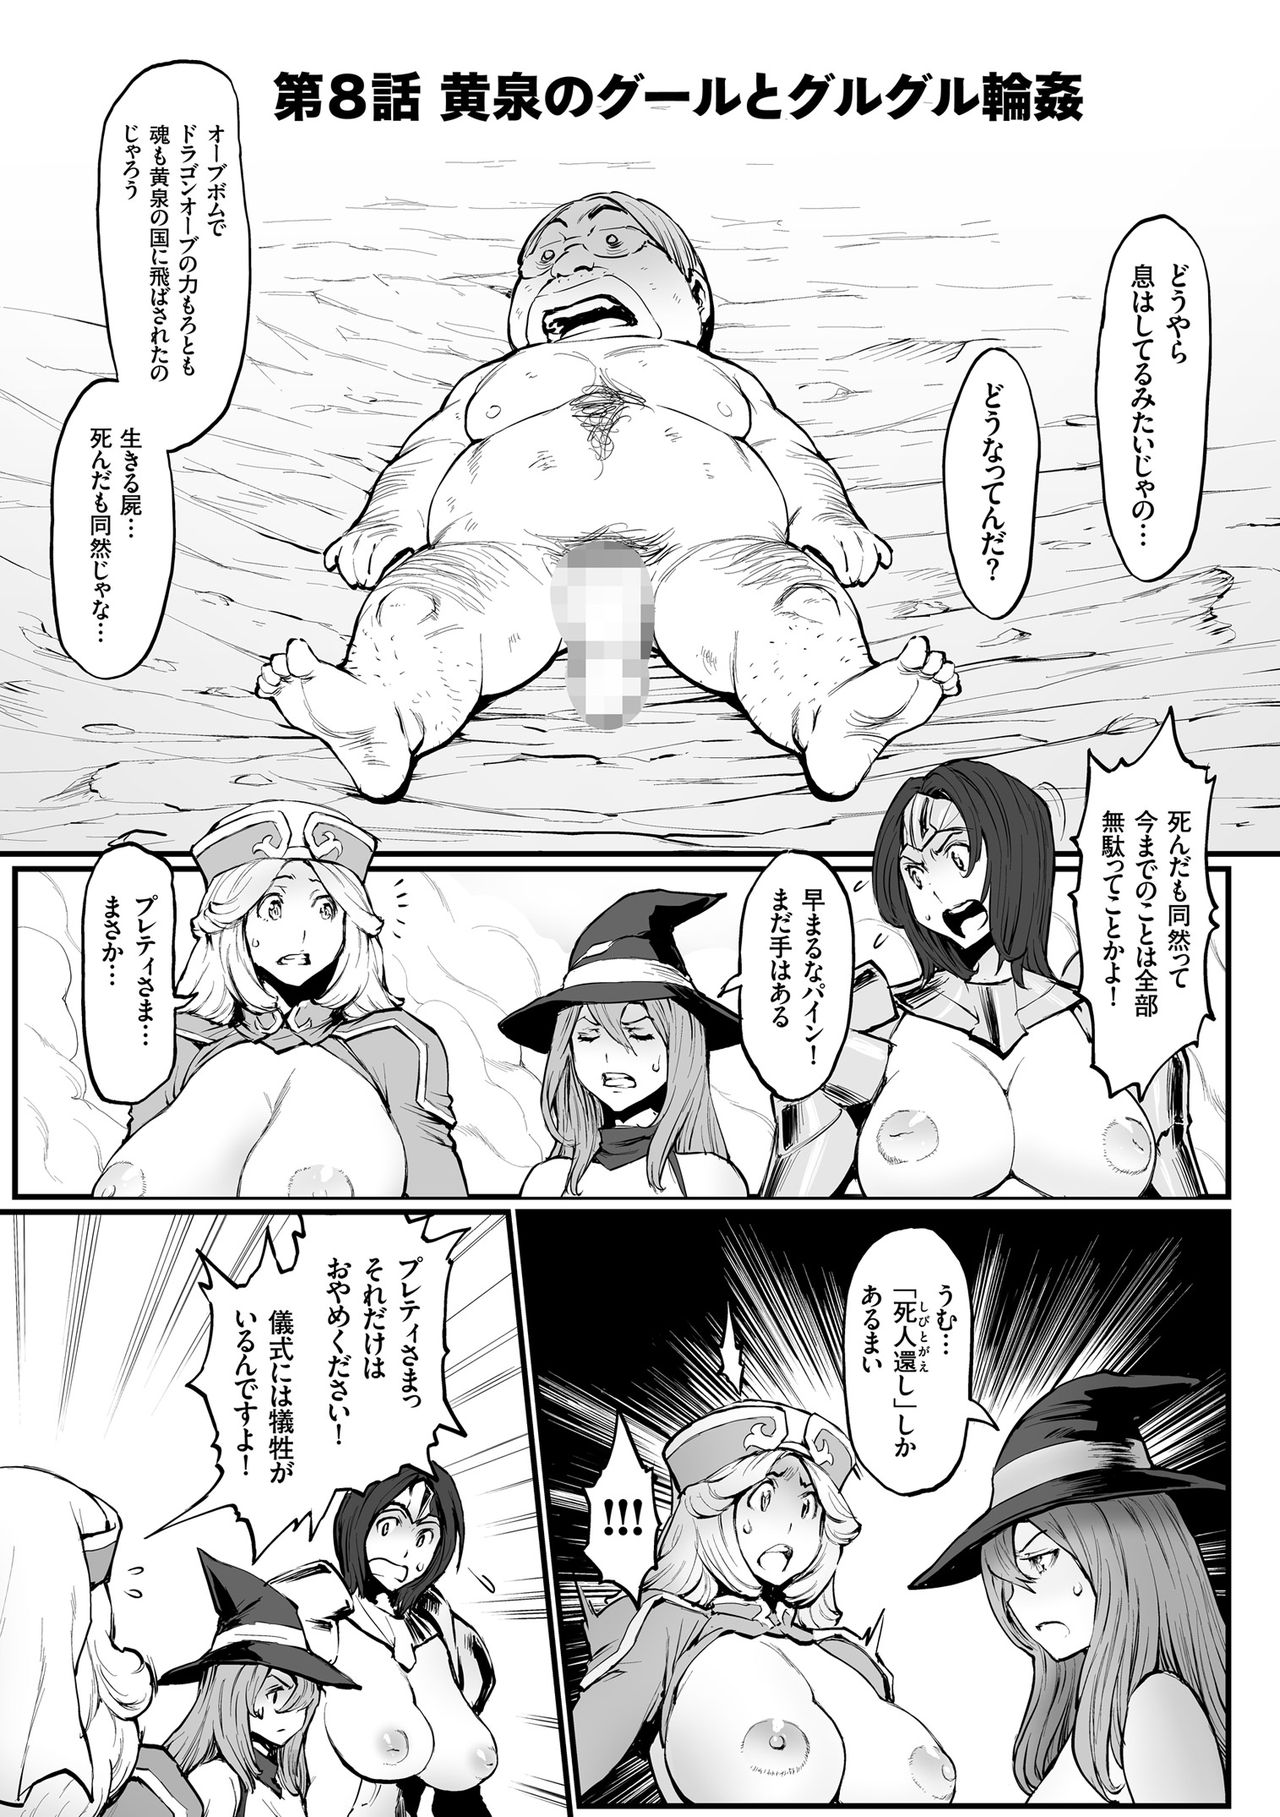 第8話 黄泉のグールとグルグル輪姦
どうやら
息はしてるみたいじゃの…
どうなってんだ？
オーブボムで
ドラゴンオーブの力もろとも
魂も黄泉の国に飛ばされたの
じゃろう
生きる屍…
死んだも同然じゃな…
死んだも同然って
今までのことは全部
無駄ってことかよ！
早まるなパイン！
まだ手はある
プレティさま…
まさか…
うむ…
「死人還し」しか
しびとがえ
あるまい
！！！
プレティさまっ
それだけは
おやめください！
儀式には犠牲が
いるんですよ！